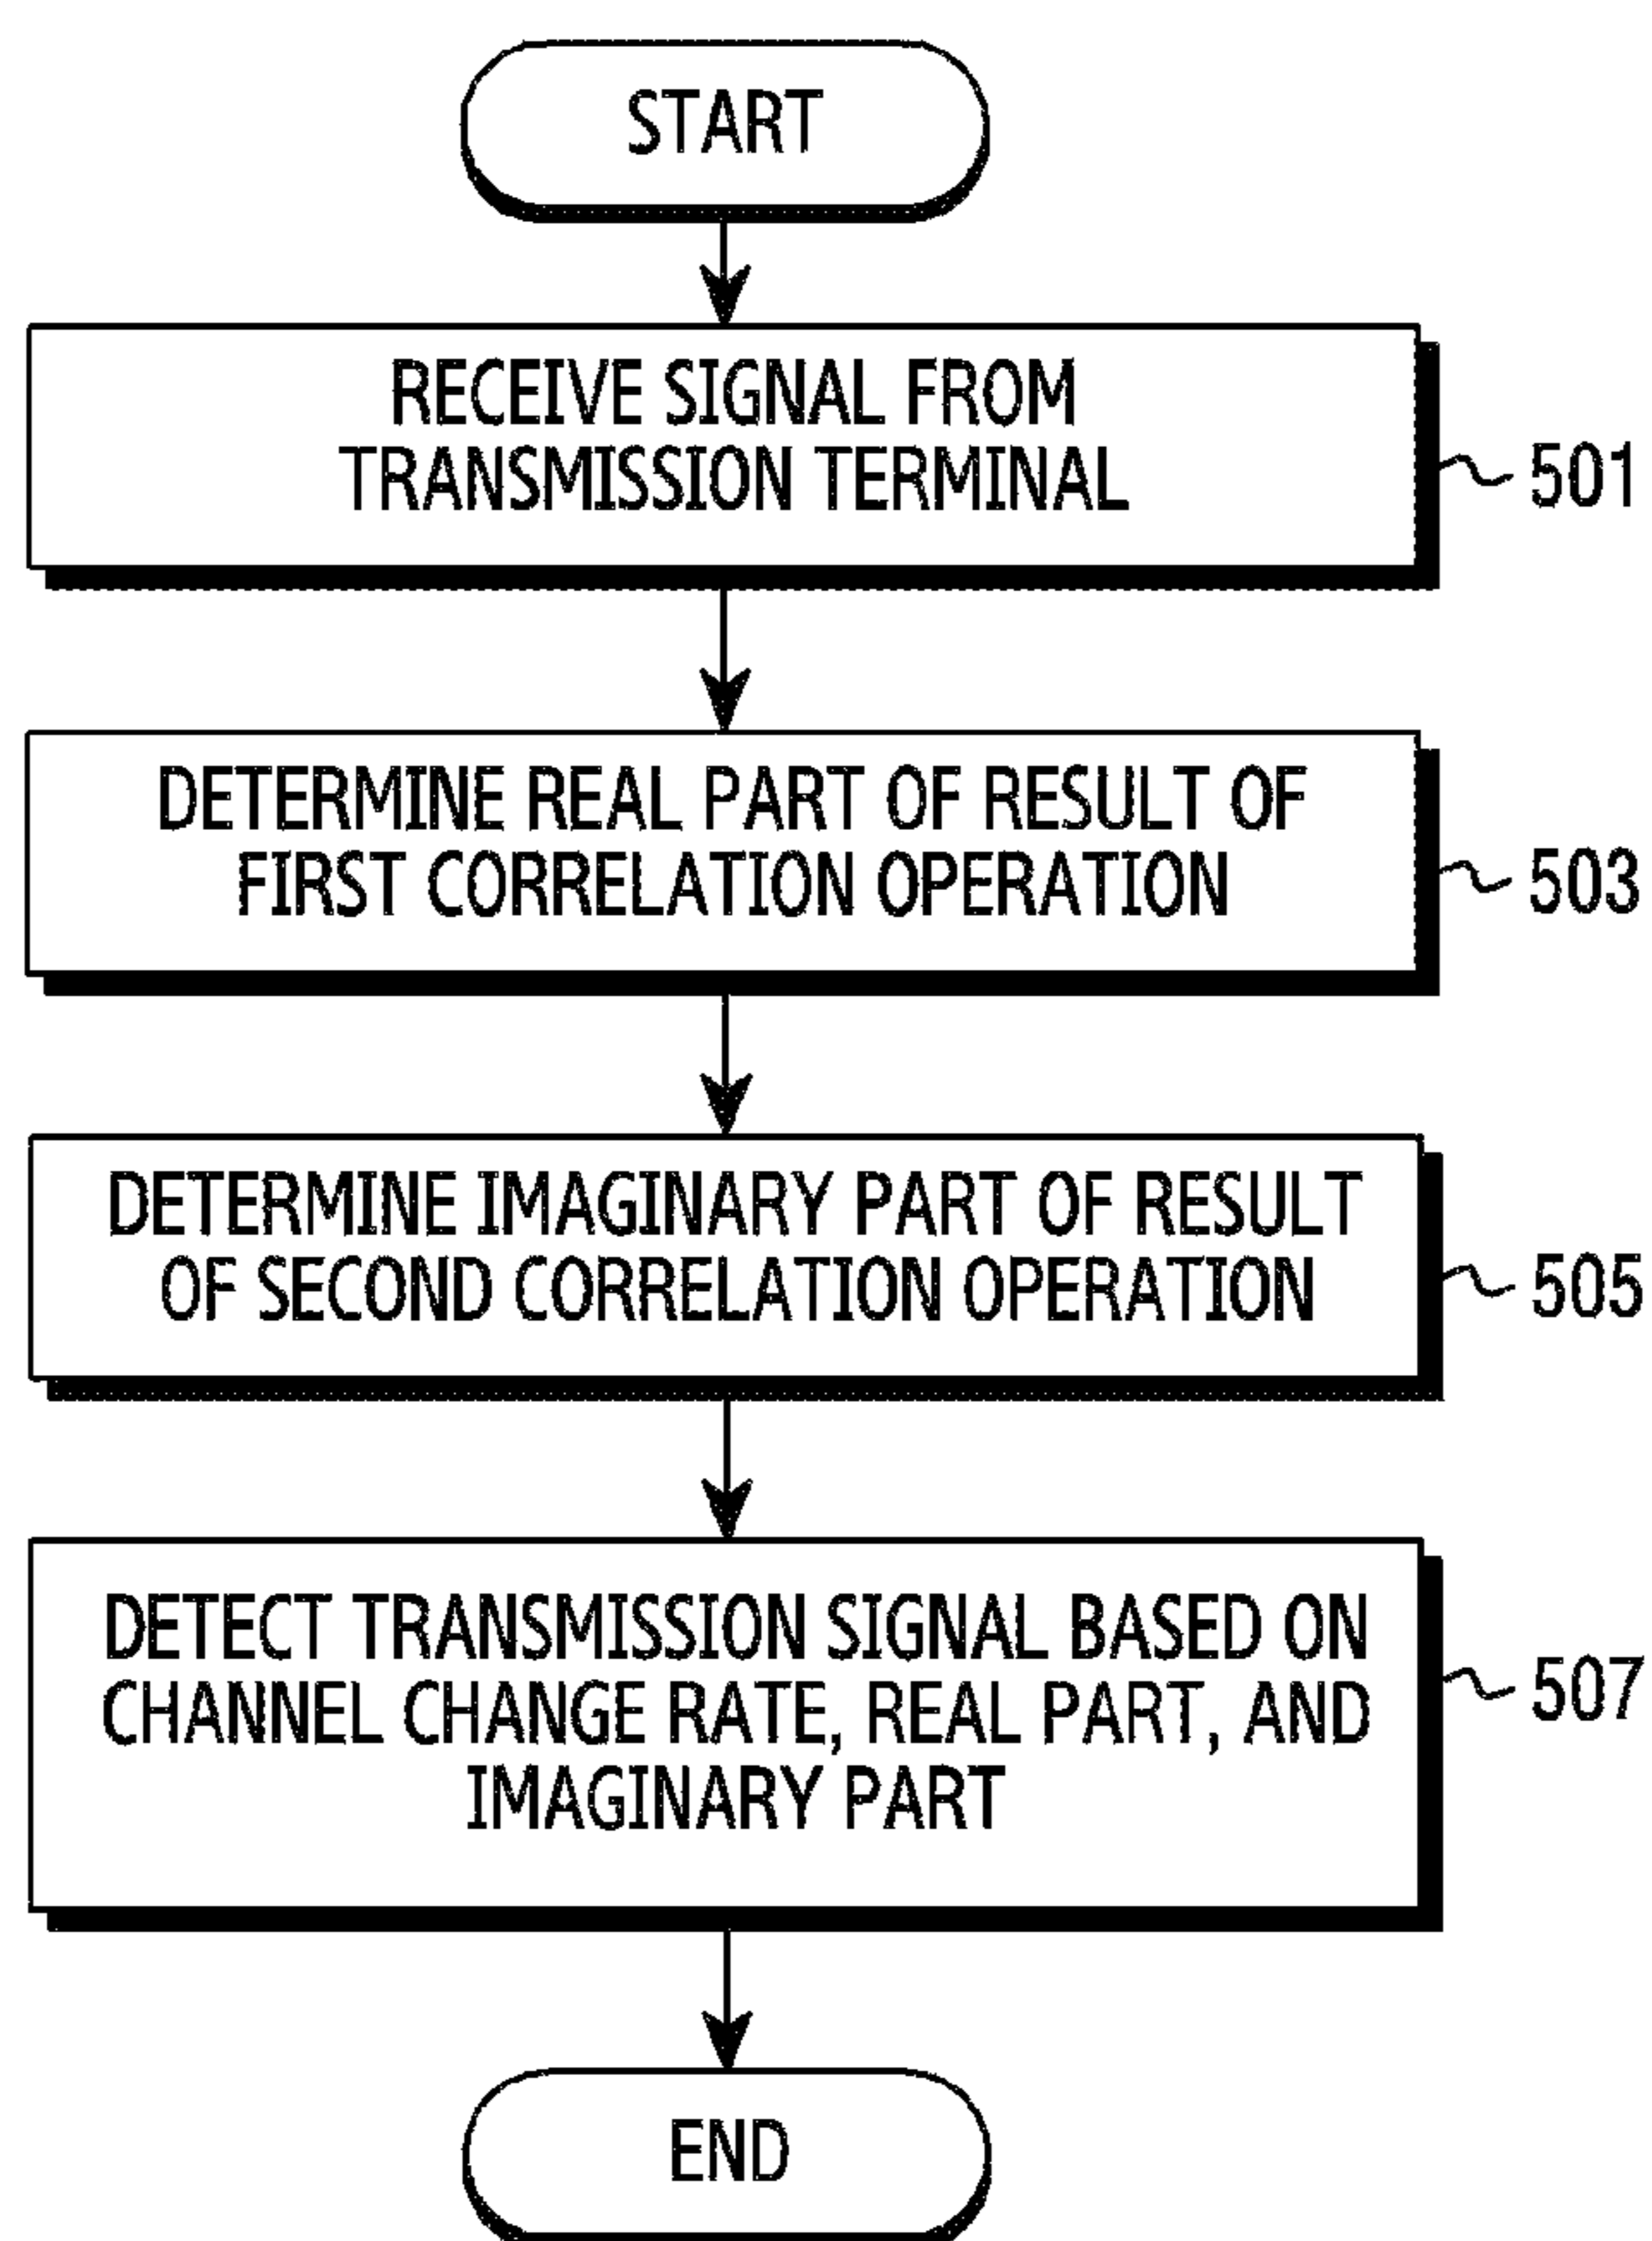 START
RECEIVE SIGNAL FROM
TRANSMISSION TERMINAL
501
DETERMINE REAL PART OF RESULT OF
FIRST CORRELATION OPERATION
503
DETERMINE IMAGINARY PART OF RESULT
OF SECOND CORRELATION OPERATION
505
DETECT TRANSMISSION SIGNAL BASED ON
CHANNEL CHANGE RATE, REAL PART, AND
IMAGINARY PART
507
END